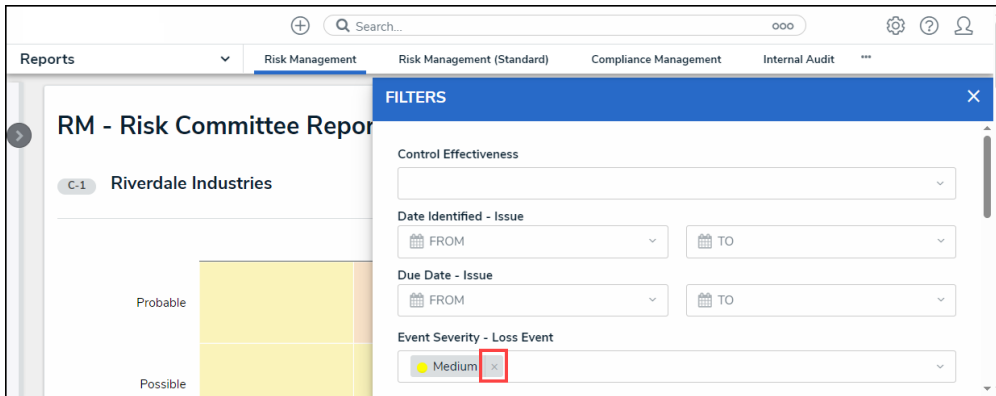 Search...
Reports
Risk Management
Risk Management (Standard)
Compliance Management
Internal Audit
FILTERS
RM - Risk Committee Repor
C-1
Riverdale Industries
Control Effectiveness
Date Identified - Issue
FROM
TO
Due Date - Issue
FROM
TO
Probable
Event Severity - Loss Event
Medium
Possible